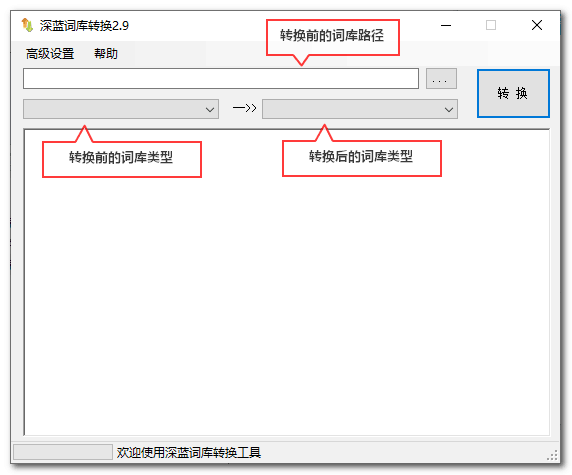 深蓝词库转换2.9
转换前的词库路径
高级设置 帮助
...
转 换
—>>
转换前的词库类型
转换后的词库类型
欢迎使用深蓝词库转换工具